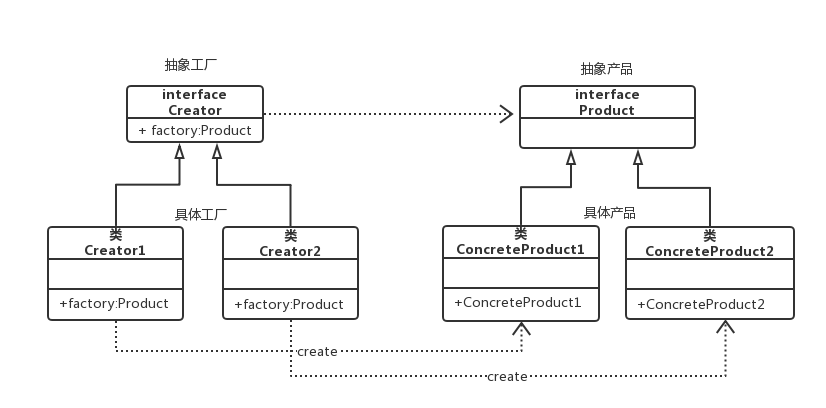 抽象工厂
抽象产品
interface
Creator
+ factory:Product
interface
Product
具体工厂
具体产品
类
Creator1
+factory:Product
类
Creator2
+factory:Product
类
ConcreteProduct1
+ConcreteProduct1
类
ConcreteProduct2
+ConcreteProduct2
create
create